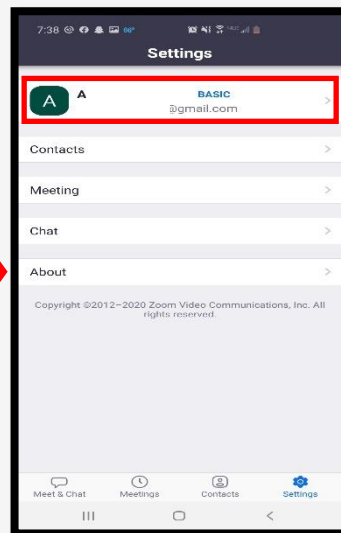 7:38 66°
Settings
A A BASIC
@gmail.com
Contacts
Meeting
Chat
About
Copyright ©2012-2020 Zoom Video Communications, Inc. All
rights reserved.
Meet & Chat Meetings Contacts Settings